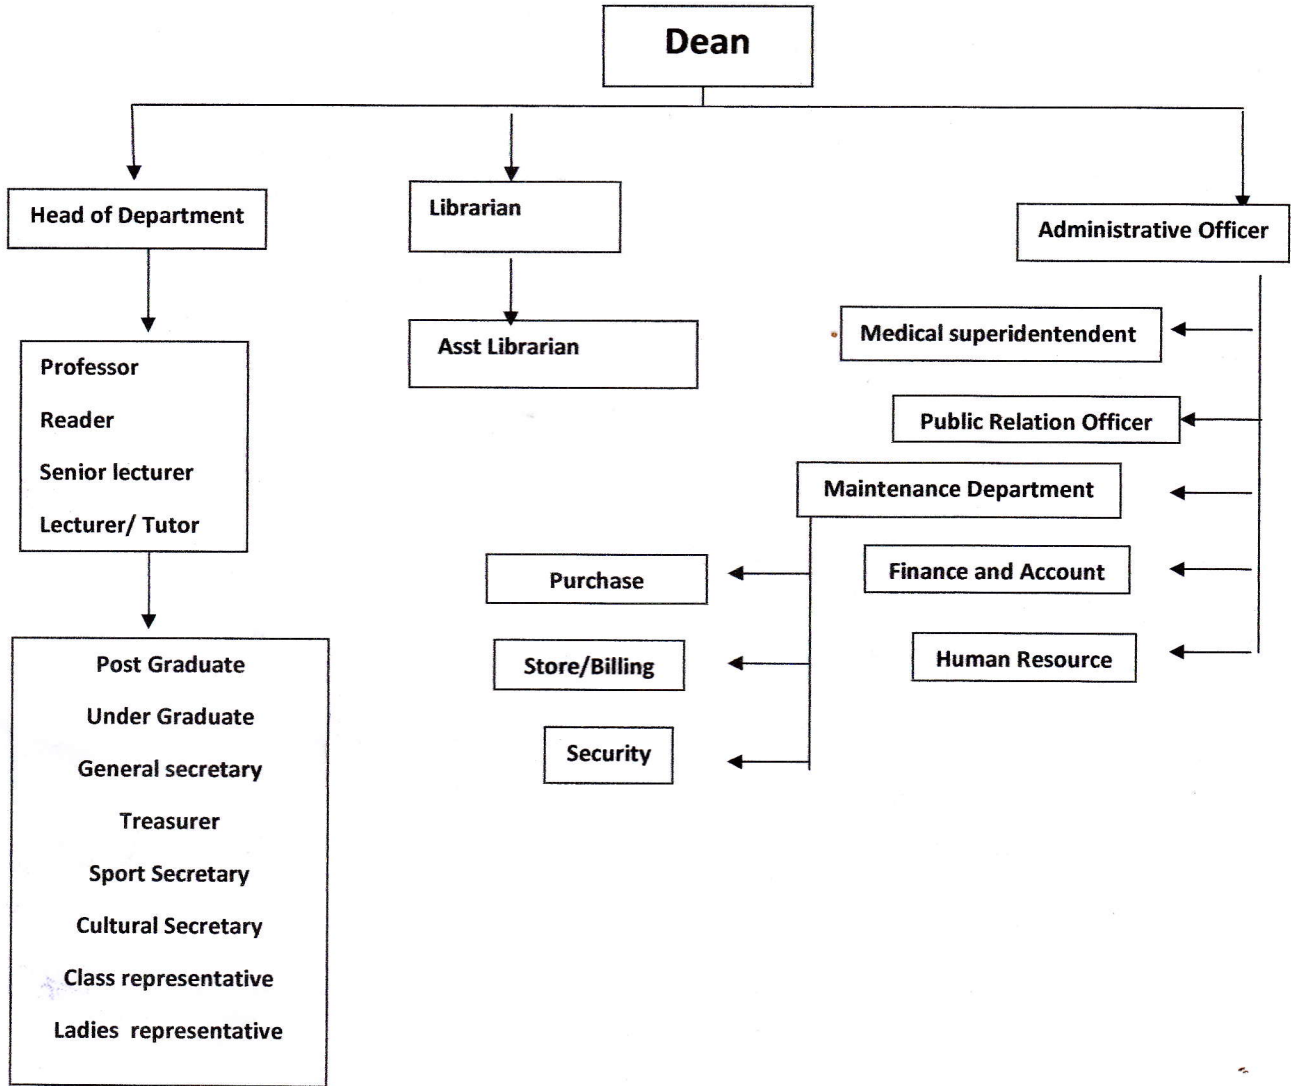 Dean
Head of Department
Librarian
Administrative Officer
Asst Librarian
Medical superidentendent
Public Relation Officer
Maintenance Department
Finance and Account
Human Resource
Purchase
Store/Billing
Security
Professor
Reader
Senior lecturer
Lecturer/ Tutor
Post Graduate
Under Graduate
General secretary
Treasurer
Sport Secretary
Cultural Secretary
Class representative
Ladies representative